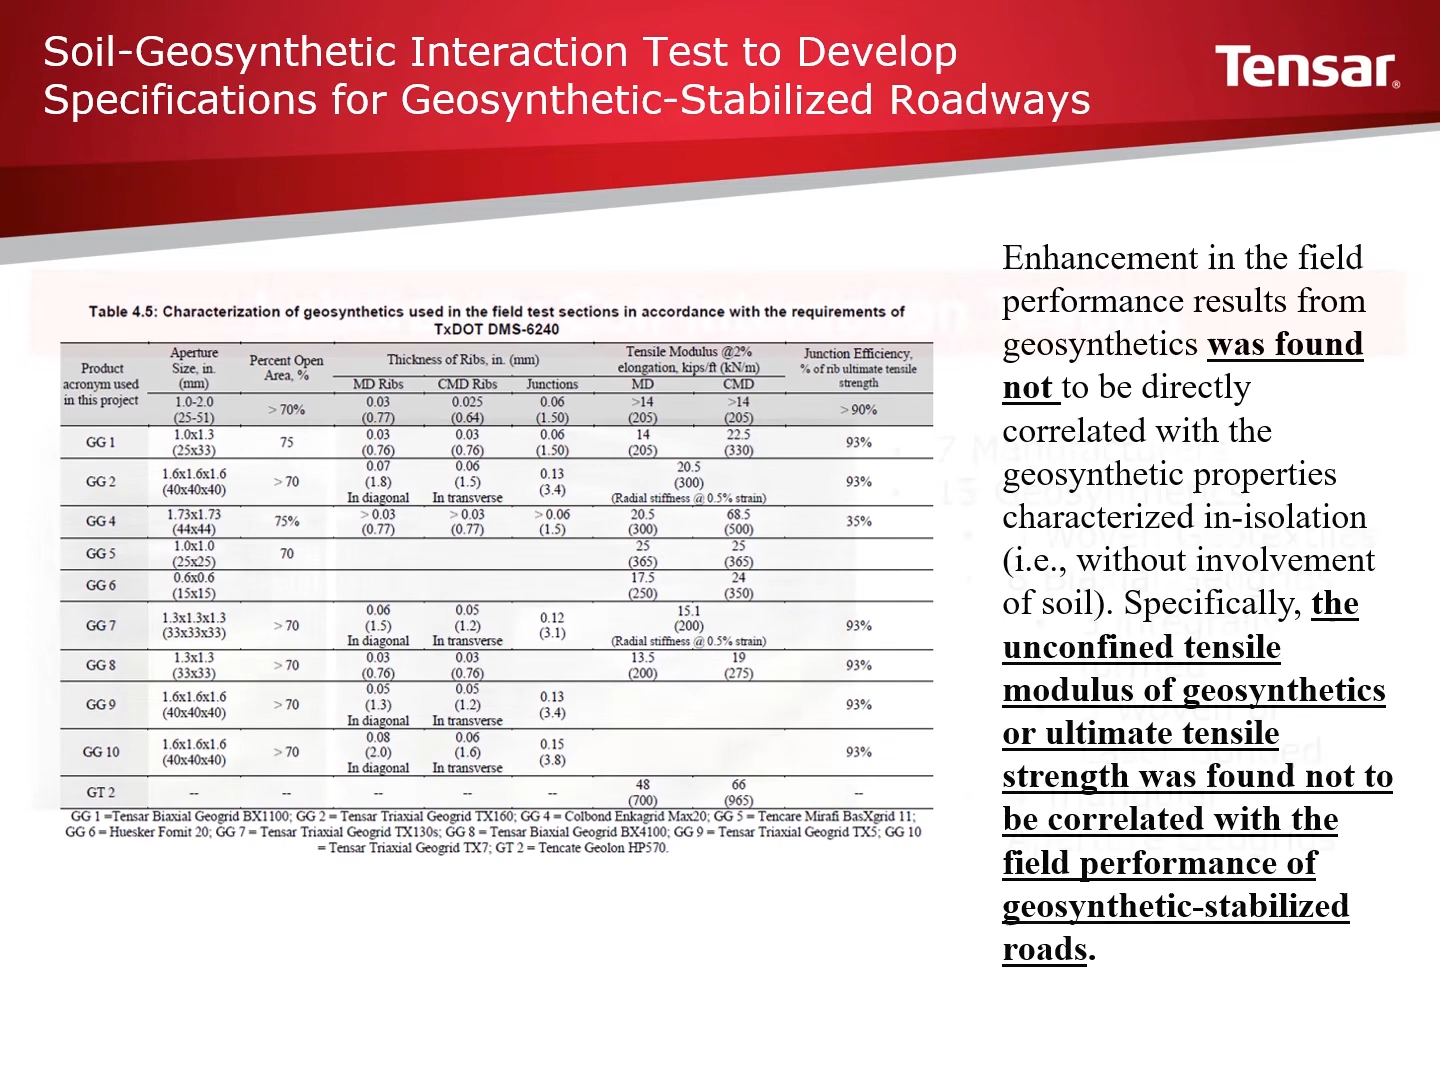 Soil-Geosynthetic Interaction Test to Develop
Specifications for Geosynthetic-Stabilized Roadways
Tensar®
Table 4.5: Characterization of geosynthetics used in the field test sections in accordance with the requirements of
TxDOT DMS-6240
Product acronym used in this project | Aperture Size, in. (mm) | Percent Open Area, % | Thickness of Ribs, in. (mm) | Tensile Modulus @2% elongation, kips/ft (kN/m) | Junction Efficiency, % of rib ultimate tensile strength
MD Ribs | CMD Ribs | Junctions | MD | CMD
1.0-2.0 (25-51) | > 70% | 0.03 (0.77) | 0.025 (0.64) | 0.06 (1.50) | >14 (205) | >14 (205) | > 90%
GG 1 | 1.0x1.3 (25x33) | 75 | 0.03 (0.76) | 0.03 (0.76) | 0.06 (1.50) | 14 (205) | 22.5 (330) | 93%
GG 2 | 1.6x1.6x1.6 (40x40x40) | > 70 | 0.07 (1.8) In diagonal | 0.06 (1.5) In transverse | 0.13 (3.4) | 20.5 (300) (Radial stiffness @ 0.5% strain) | 93%
GG 4 | 1.73x1.73 (44x44) | 75% | > 0.03 (0.77) | > 0.03 (0.77) | > 0.06 (1.5) | 20.5 (300) | 68.5 (500) | 35%
GG 5 | 1.0x1.0 (25x25) | 70 | 25 (365) | 25 (365)
GG 6 | 0.6x0.6 (15x15) | 17.5 (250) | 24 (350)
GG 7 | 1.3x1.3x1.3 (33x33x33) | > 70 | 0.06 (1.5) In diagonal | 0.05 (1.2) In transverse | 0.12 (3.1) | 15.1 (200) (Radial stiffness @ 0.5% strain) | 93%
GG 8 | 1.3x1.3 (33x33) | > 70 | 0.03 (0.76) | 0.03 (0.76) | 13.5 (200) | 19 (275) | 93%
GG 9 | 1.6x1.6x1.6 (40x40x40) | > 70 | 0.05 (1.3) In diagonal | 0.05 (1.2) In transverse | 0.13 (3.4) | 93%
GG 10 | 1.6x1.6x1.6 (40x40x40) | > 70 | 0.08 (2.0) In diagonal | 0.06 (1.6) In transverse | 0.15 (3.8) | 93%
GT 2 | -- | -- | -- | -- | -- | 48 (700) | 66 (965) | --
GG 1 =Tensar Biaxial Geogrid BX1100; GG 2 = Tensar Triaxial Geogrid TX160; GG 4 = Colbond Enkagrid Max20; GG 5 = Tencare Mirafi BasXgrid 11;
GG 6 = Huesker Fornit 20; GG 7 = Tensar Triaxial Geogrid TX130s; GG 8 = Tensar Biaxial Geogrid BX4100; GG 9 = Tensar Triaxial Geogrid TX5; GG 10
= Tensar Triaxial Geogrid TX7; GT 2 = Tencate Geolon HP570.
Enhancement in the field
performance results from
geosynthetics was found
not to be directly
correlated with the
geosynthetic properties
characterized in-isolation
(i.e., without involvement
of soil). Specifically, the
unconfined tensile
modulus of geosynthetics
or ultimate tensile
strength was found not to
be correlated with the
field performance of
geosynthetic-stabilized
roads.